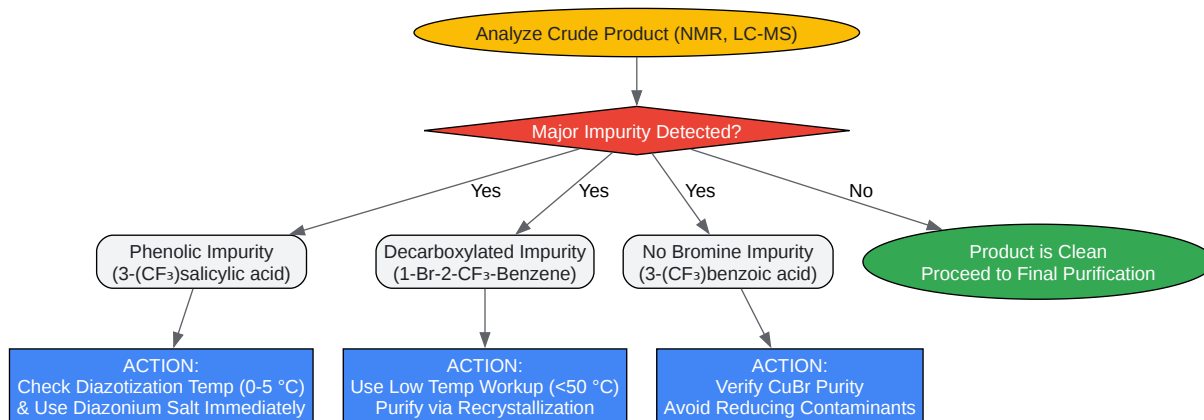 Analyze Crude Product (NMR, LC-MS)
Major Impurity Detected?
Yes
Yes
Yes
No
Phenolic Impurity
(3-(CF₃)salicylic acid)
Decarboxylated Impurity
(1-Br-2-CF₃-Benzene)
No Bromine Impurity
(3-(CF₃)benzoic acid)
Product is Clean
Proceed to Final Purification
ACTION:
Check Diazotization Temp (0-5 °C)
& Use Diazonium Salt Immediately
ACTION:
Use Low Temp Workup (<50 °C)
Purify via Recrystallization
ACTION:
Verify CuBr Purity
Avoid Reducing Contaminants